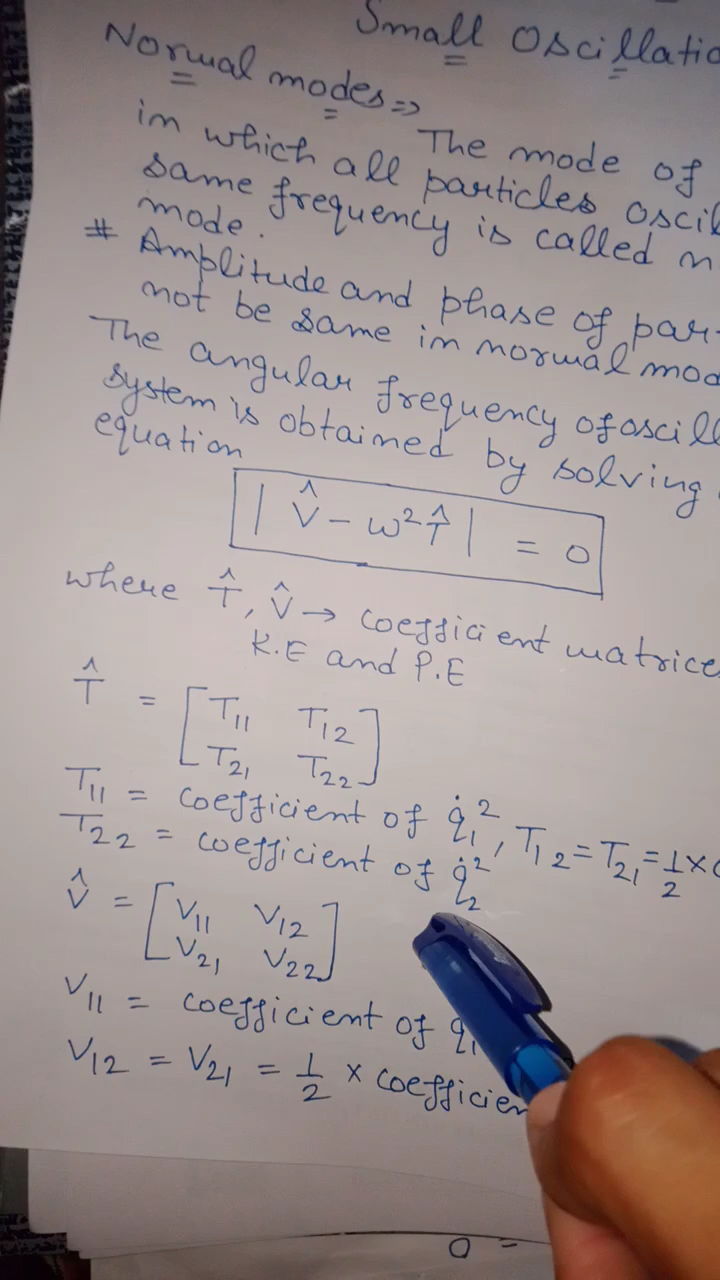 Small Oscillatio
Normal modes ⇒
The mode of
in which all particles oscil
same frequency is called n
mode.
# Amplitude and phase of par
not be same in normal mod
The angular frequency of oscill
system is obtained by solving
equation
| V̂ - ω² T̂ | = 0
where T̂, V̂ → coefficient matrice
K.E and P.E
T̂ = [T₁₁ T₁₂
T₂₁ T₂₂]
T₁₁ = coefficient of q̇₁², T₁₂ = T₂₁ = 1/2 ×
T₂₂ = coefficient of q̇₂²
V̂ = [V₁₁ V₁₂
V₂₁ V₂₂]
V₁₁ = coefficient of q₁
V₁₂ = V₂₁ = 1/2 × coefficien
0 =